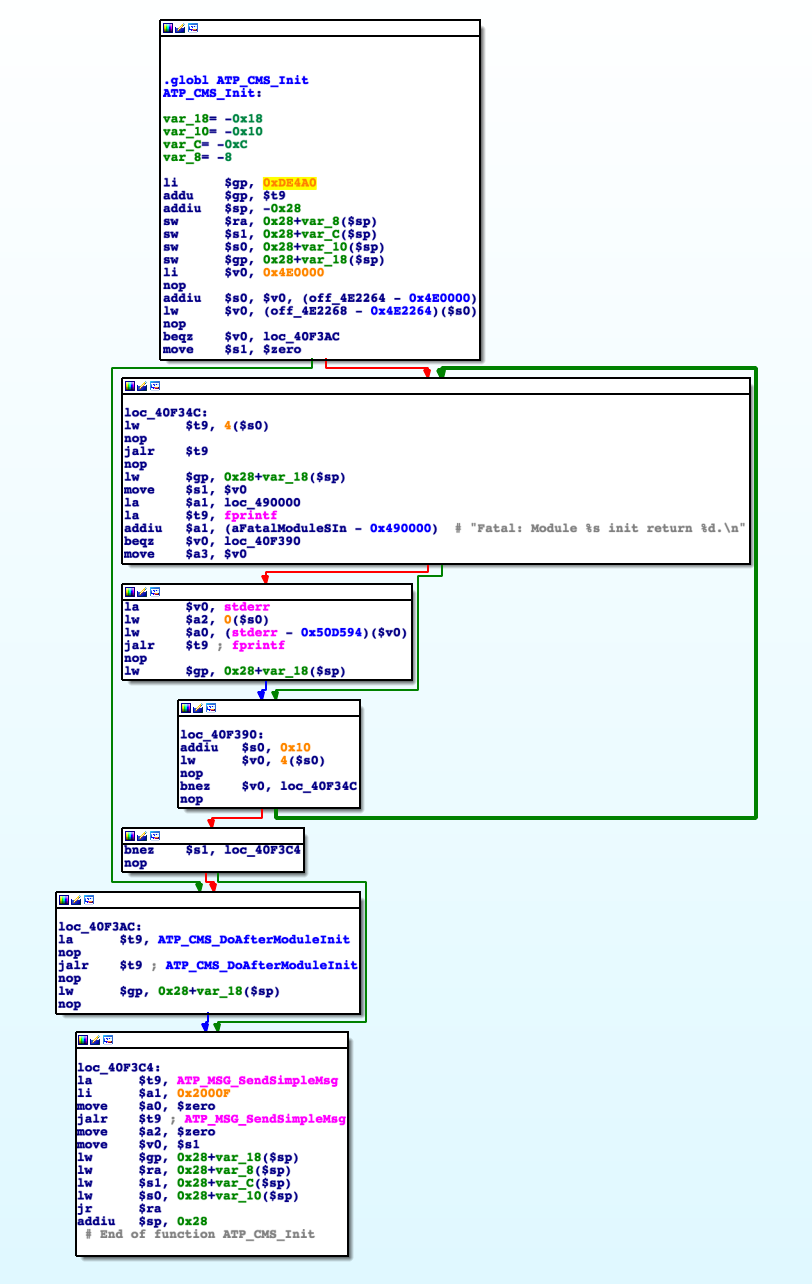 .globl ATP_CMS_Init
ATP_CMS_Init:
var_18= -0x18
var_10= -0x10
var_C= -0xC
var_8= -8
li $gp, 0xDE4A0
addu $gp, $t9
addiu $sp, -0x28
sw $ra, 0x28+var_8($sp)
sw $s1, 0x28+var_C($sp)
sw $s0, 0x28+var_10($sp)
sw $gp, 0x28+var_18($sp)
li $v0, 0x4E0000
nop
addiu $s0, $v0, (off_4E2264 - 0x4E0000)
lw $v0, (off_4E2268 - 0x4E2264)($s0)
nop
beqz $v0, loc_40F3AC
move $s1, $zero
loc_40F34C:
lw $t9, 4($s0)
nop
jalr $t9
nop
lw $gp, 0x28+var_18($sp)
move $s1, $v0
la $a1, loc_490000
la $t9, fprintf
addiu $a1, (aFatalModuleSIn - 0x490000) # "Fatal: Module %s init return %d.\n"
beqz $v0, loc_40F390
move $a3, $v0
la $v0, stderr
lw $a2, 0($s0)
lw $a0, (stderr - 0x50D594)($v0)
jalr $t9 ; fprintf
nop
lw $gp, 0x28+var_18($sp)
loc_40F390:
addiu $s0, 0x10
lw $v0, 4($s0)
nop
bnez $v0, loc_40F34C
nop
bnez $s1, loc_40F3C4
nop
loc_40F3AC:
la $t9, ATP_CMS_DoAfterModuleInit
nop
jalr $t9 ; ATP_CMS_DoAfterModuleInit
nop
lw $gp, 0x28+var_18($sp)
nop
loc_40F3C4:
la $t9, ATP_MSG_SendSimpleMsg
li $a1, 0x2000F
move $a0, $zero
jalr $t9 ; ATP_MSG_SendSimpleMsg
move $a2, $zero
move $v0, $s1
lw $gp, 0x28+var_18($sp)
lw $ra, 0x28+var_8($sp)
lw $s1, 0x28+var_C($sp)
lw $s0, 0x28+var_10($sp)
jr $ra
addiu $sp, 0x28
# End of function ATP_CMS_Init